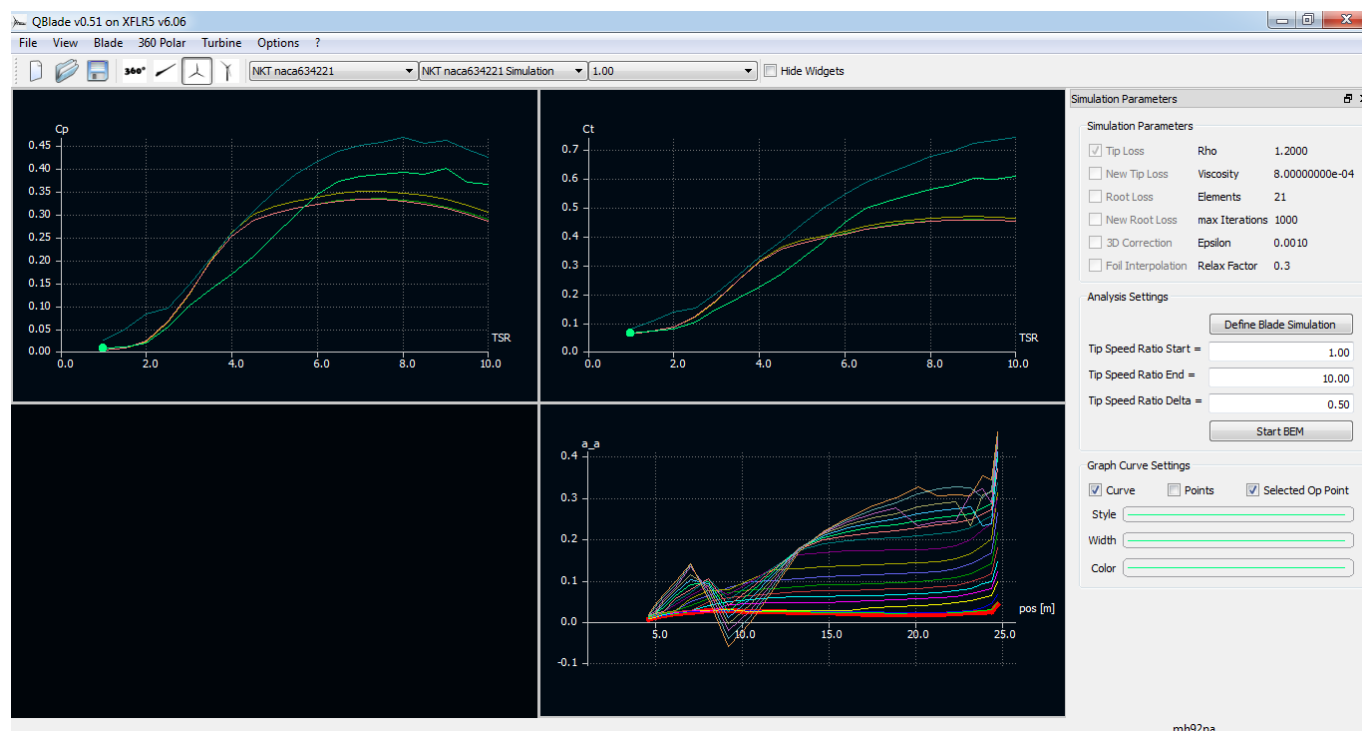 QBlade v0.51 on XFLR5 v6.06
File View Blade 360 Polar Turbine Options ?
360° NKT naca634221 NKT naca634221 Simulation 1.00 Hide Widgets
Cp
0.45
0.40
0.35
0.30
0.25
0.20
0.15
0.10
0.05
0.00
TSR
0.0 2.0 4.0 6.0 8.0 10.0
Ct
0.7
0.6
0.5
0.4
0.3
0.2
0.1
0.0
TSR
0.0 2.0 4.0 6.0 8.0 10.0
a_a
0.4
0.3
0.2
0.1
0.0
-0.1
pos [m]
5.0 10.0 15.0 20.0 25.0
Simulation Parameters
Simulation Parameters
Tip Loss Rho 1.2000
New Tip Loss Viscosity 8.00000000e-04
Root Loss Elements 21
New Root Loss max Iterations 1000
3D Correction Epsilon 0.0010
Foil Interpolation Relax Factor 0.3
Analysis Settings
Define Blade Simulation
Tip Speed Ratio Start = 1.00
Tip Speed Ratio End = 10.00
Tip Speed Ratio Delta = 0.50
Start BEM
Graph Curve Settings
Curve Points Selected Op Point
Style
Width
Color